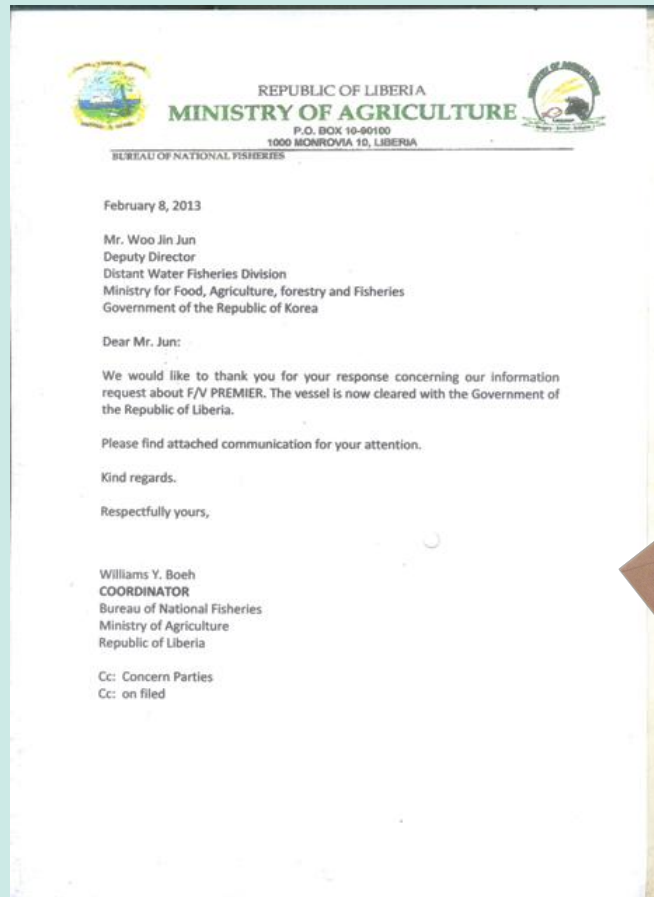 REPUBLIC OF LIBERIA
MINISTRY OF AGRICULTURE
P.O. BOX 10-90100
1000 MONROVIA 10, LIBERIA
BUREAU OF NATIONAL FISHERIES
February 8, 2013
Mr. Woo Jin Jun
Deputy Director
Distant Water Fisheries Division
Ministry for Food, Agriculture, forestry and Fisheries
Government of the Republic of Korea
Dear Mr. Jun:
We would like to thank you for your response concerning our information
request about F/V PREMIER. The vessel is now cleared with the Government of
the Republic of Liberia.
Please find attached communication for your attention.
Kind regards.
Respectfully yours,
Williams Y. Boeh
COORDINATOR
Bureau of National Fisheries
Ministry of Agriculture
Republic of Liberia
Cc: Concern Parties
Cc: on filed